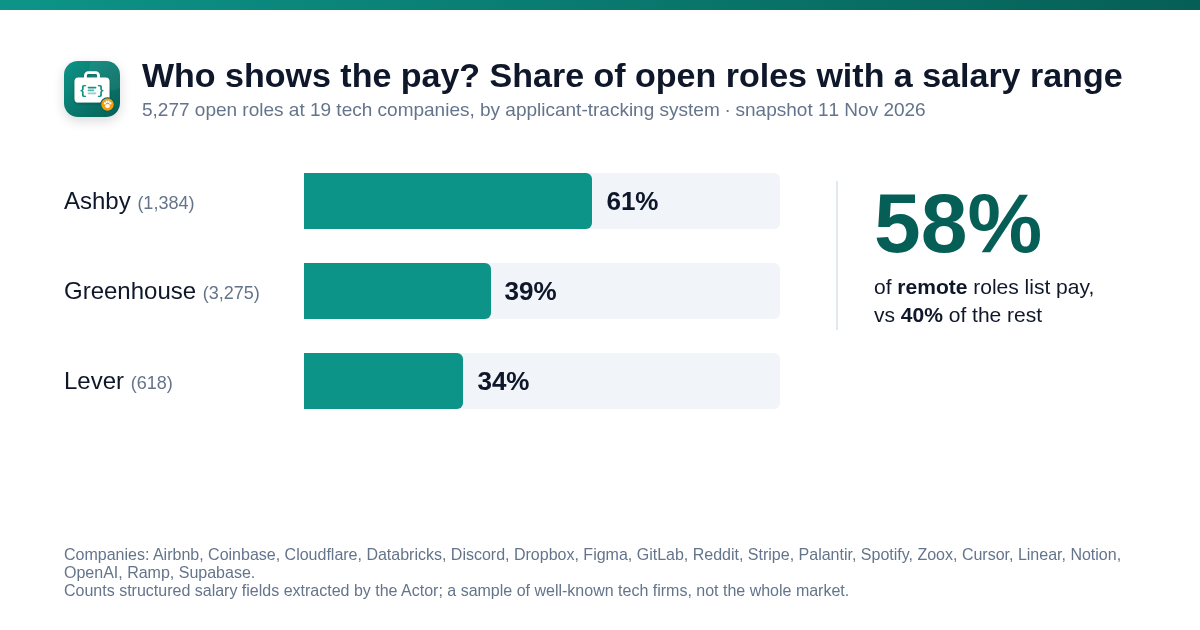 Who shows the pay? Share of open roles with a salary range
5,277 open roles at 19 tech companies, by applicant-tracking system · snapshot 11 Nov 2026
Ashby (1,384)
61%
Greenhouse (3,275)
39%
Lever (618)
34%
58%
of remote roles list pay,
vs 40% of the rest
Companies: Airbnb, Coinbase, Cloudflare, Databricks, Discord, Dropbox, Figma, GitLab, Reddit, Stripe, Palantir, Spotify, Zoox, Cursor, Linear, Notion,
OpenAI, Ramp, Supabase.
Counts structured salary fields extracted by the Actor; a sample of well-known tech firms, not the whole market.